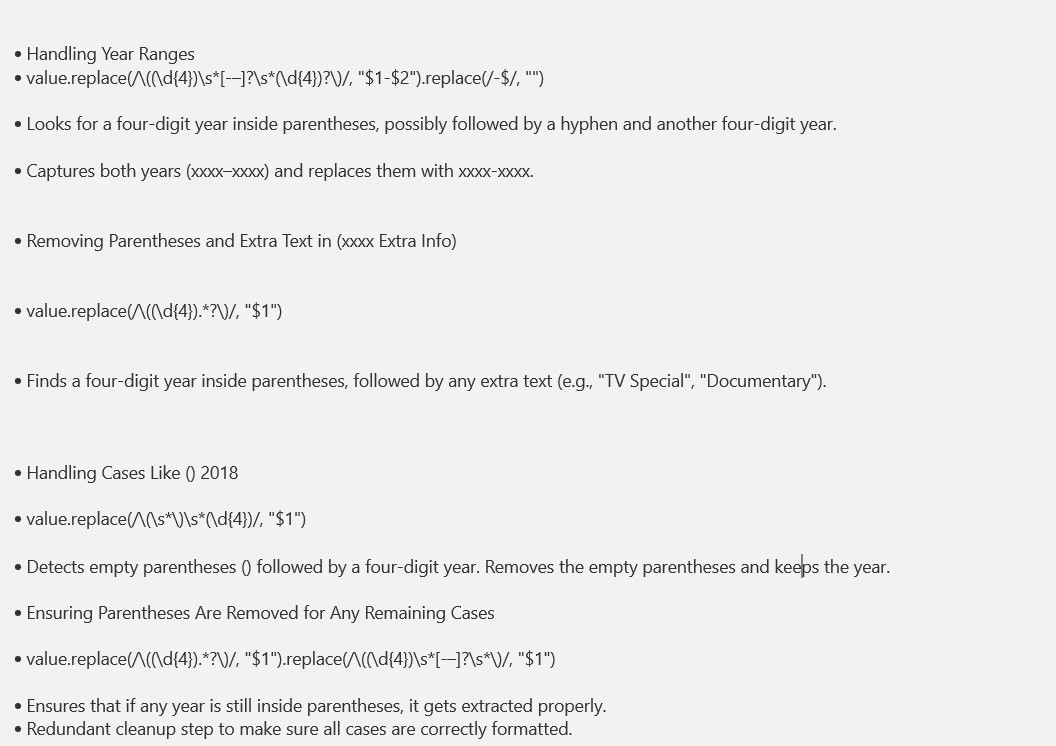 • Handling Year Ranges
• value.replace(/\((\d{4})\s*[-–]?\s*(\d{4})?\)/, "$1-$2").replace(/-$/, "")
• Looks for a four-digit year inside parentheses, possibly followed by a hyphen and another four-digit year.
• Captures both years (xxxx–xxxx) and replaces them with xxxx-xxxx.
• Removing Parentheses and Extra Text in (xxxx Extra Info)
• value.replace(/\((\d{4}).*?\)/, "$1")
• Finds a four-digit year inside parentheses, followed by any extra text (e.g., "TV Special", "Documentary").
• Handling Cases Like () 2018
• value.replace(/\(\s*\)\s*(\d{4})/, "$1")
• Detects empty parentheses () followed by a four-digit year. Removes the empty parentheses and keeps the year.
• Ensuring Parentheses Are Removed for Any Remaining Cases
• value.replace(/\((\d{4}).*?\)/, "$1").replace(/\((\d{4})\s*[-–]?\s*\)/, "$1")
• Ensures that if any year is still inside parentheses, it gets extracted properly.
• Redundant cleanup step to make sure all cases are correctly formatted.